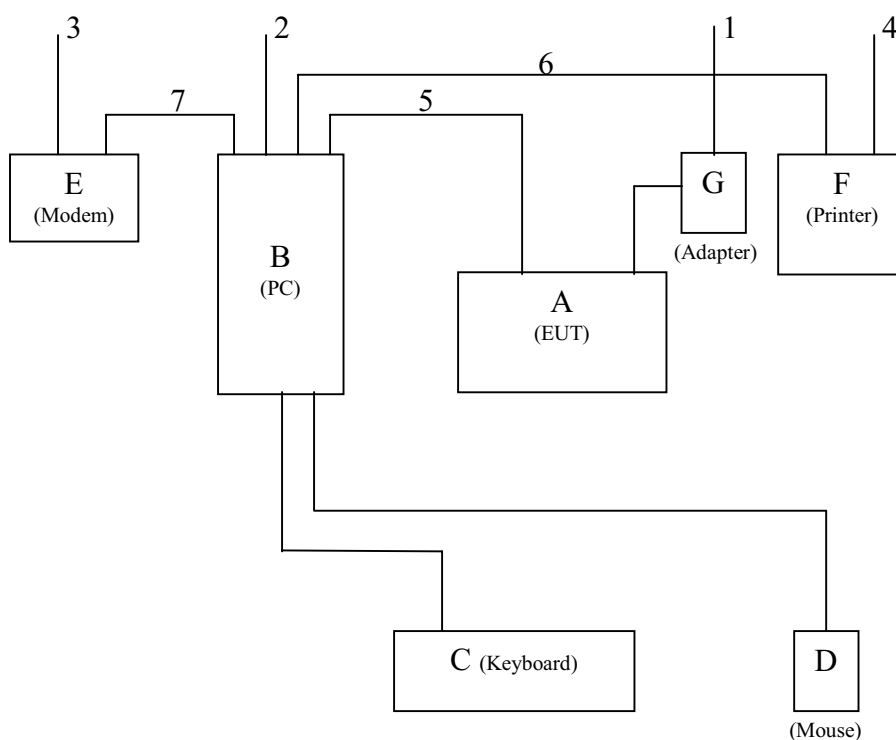 3
2
1
4
6
7
5
E
(Modem)
G
F
(Printer)
(Adapter)
B
(PC)
A
(EUT)
C (Keyboard)
D
(Mouse)